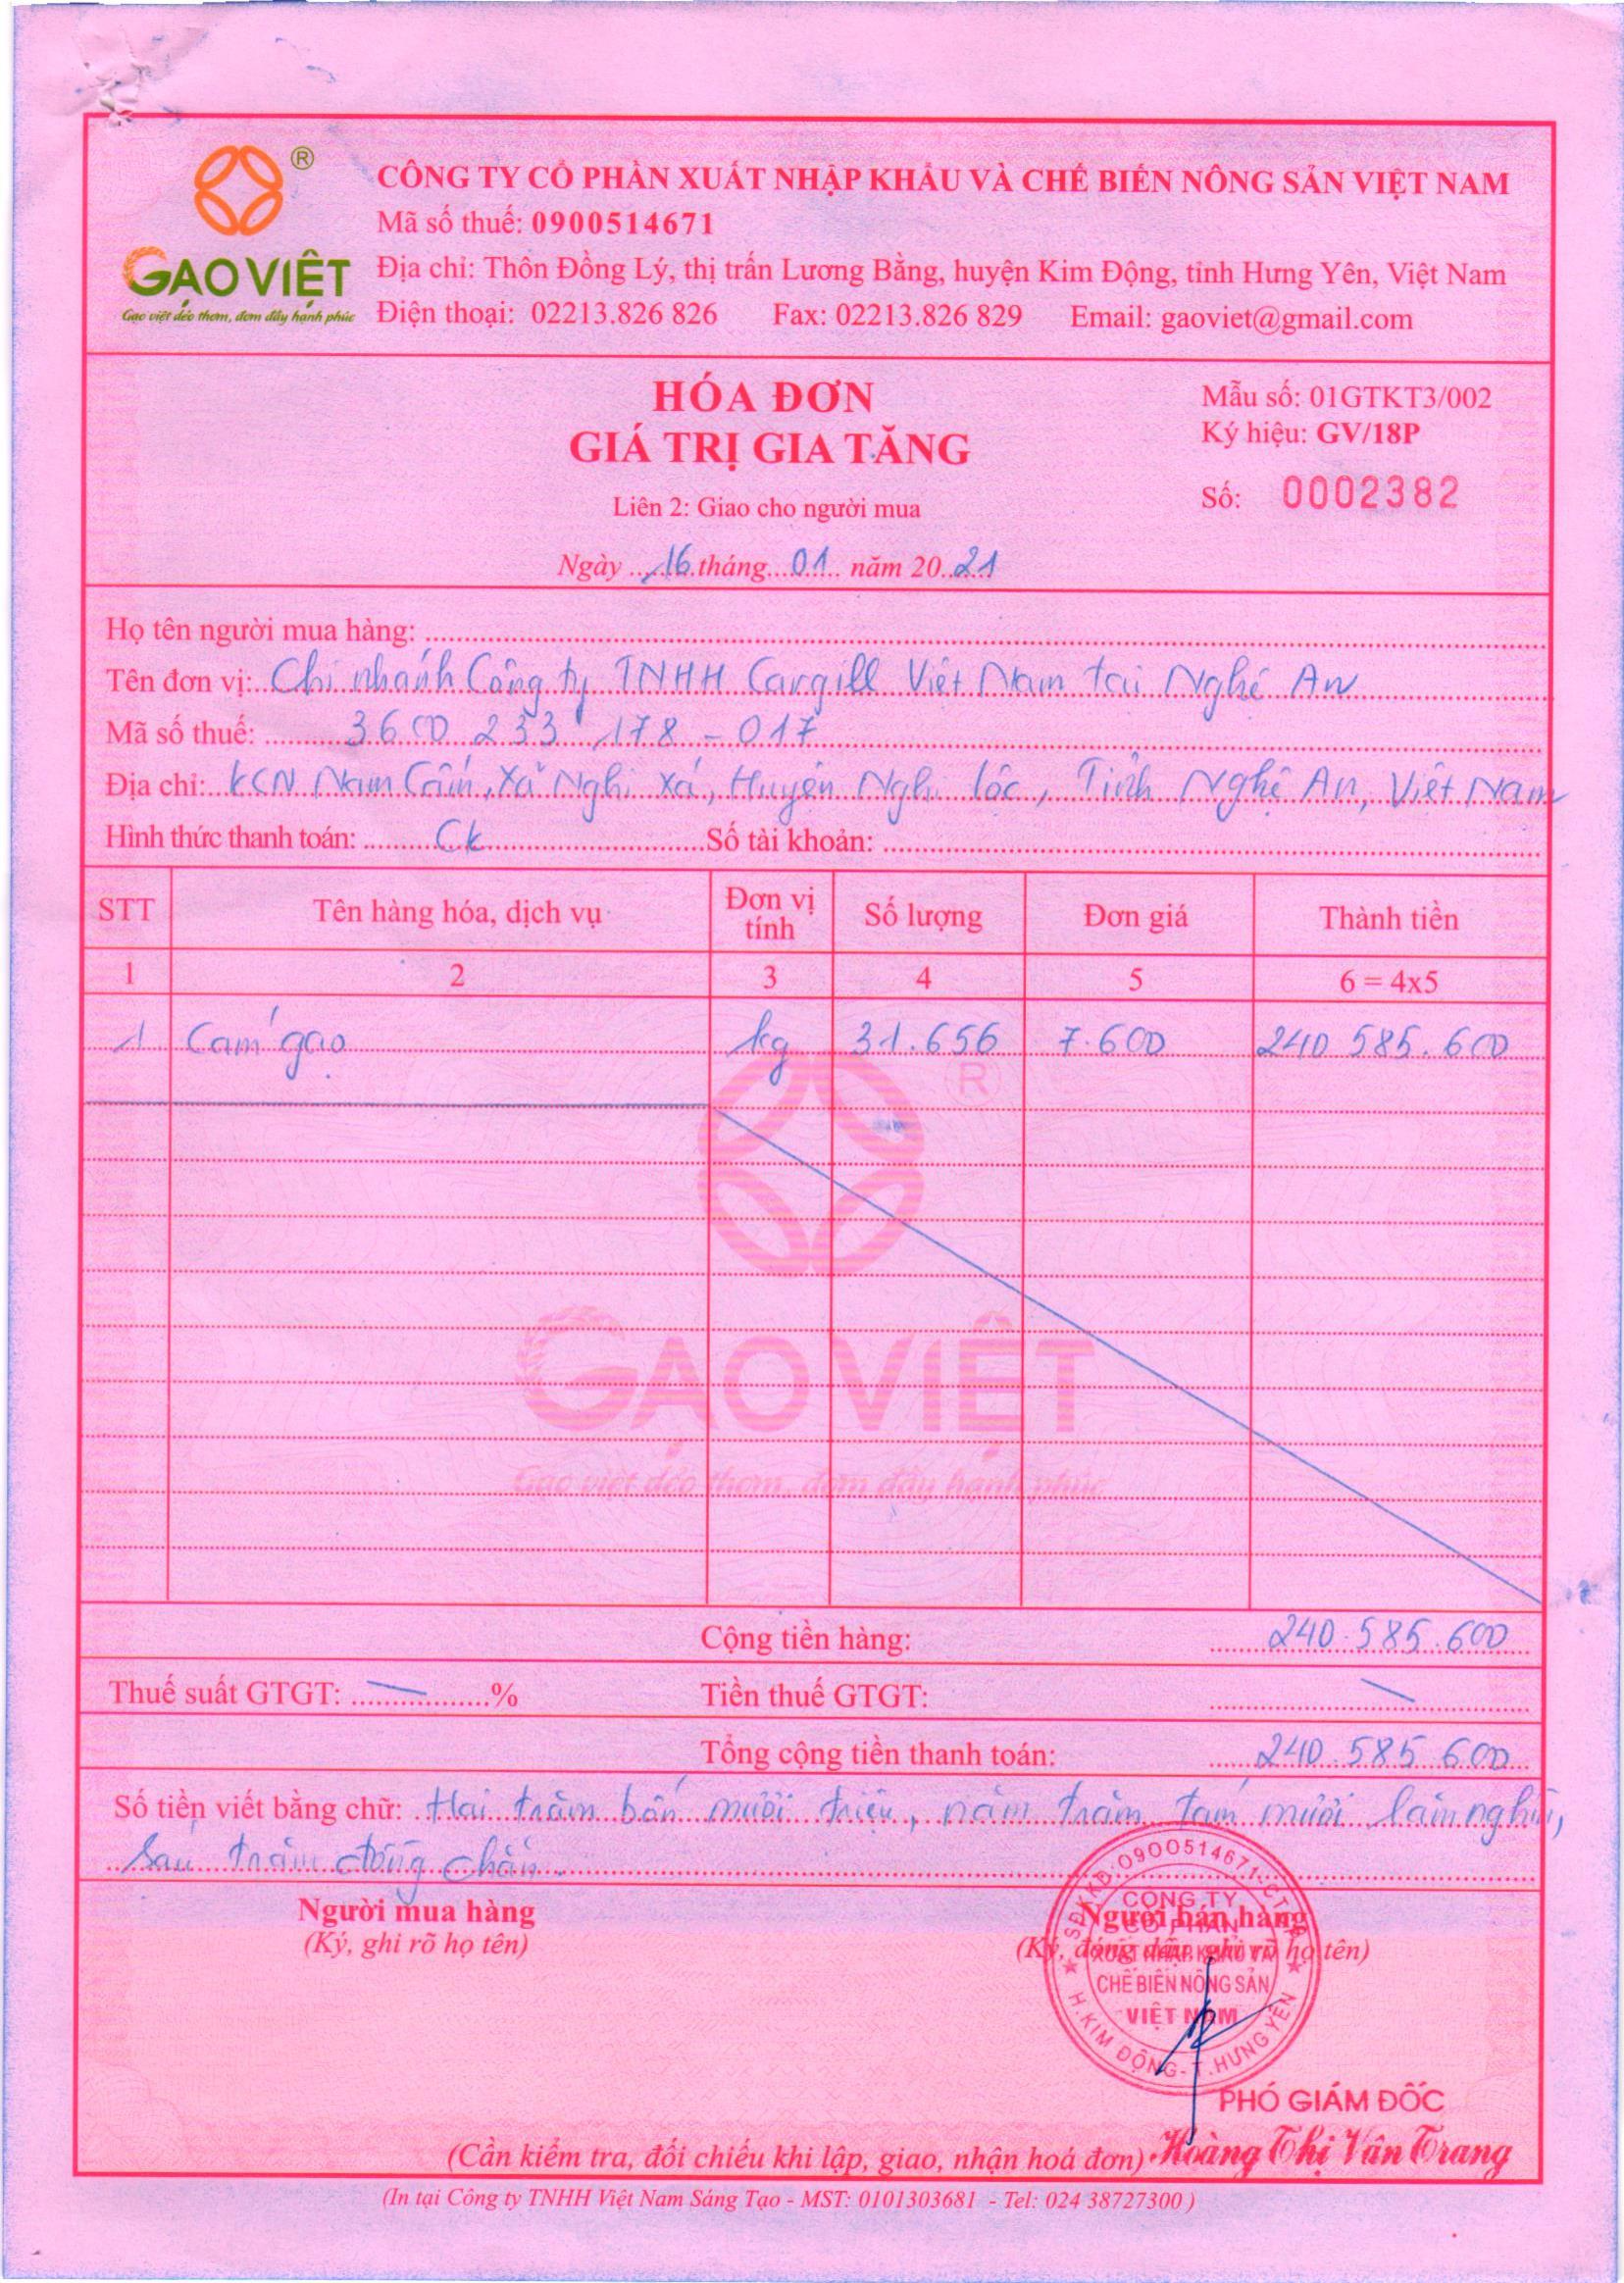 CÔNG TY CỔ PHẦN XUẤT NHẬP KHẨU VÀ CHẾ BIẾN NÔNG SẢN VIỆT NAM
Mã số thuế: 0900514671
®
GẠO VIỆT
Gạo việt dẻo thơm, đơm đầy hạnh phúc
Địa chỉ: Thôn Đồng Lý, thị trấn Lương Bằng, huyện Kim Động, tỉnh Hưng Yên, Việt Nam
Điện thoại: 02213.826 826 Fax: 02213.826 829 Email: gaoviet@gmail.com
HÓA ĐƠN
GIÁ TRỊ GIA TĂNG
Liên 2: Giao cho người mua
Ngày 16 tháng 01 năm 2021
Mẫu số: 01GTKT3/002
Ký hiệu: GV/18P
Số: 0002382
Họ tên người mua hàng:
Tên đơn vị: Chi nhánh Công ty TNHH Cargill Việt Nam tại Nghệ An
Mã số thuế: 3600 233 178 - 017
Địa chỉ: KCN Nam Cấm, Xã Nghi Xá, Huyện Nghi Lộc, Tỉnh Nghệ An, Việt Nam
Hình thức thanh toán: Ck Số tài khoản:
STT Tên hàng hóa, dịch vụ Đơn vị tính Số lượng Đơn giá Thành tiền
1 2 3 4 5 6 = 4x5
1 Cám gạo kg 31.656 7.600 240.585.600
®
GẠO VIỆT
Gạo việt dẻo thơm, đơm đầy hạnh phúc
Cộng tiền hàng: 240.585.600
Thuế suất GTGT: — % Tiền thuế GTGT: —
Tổng cộng tiền thanh toán: 240.585.600
Số tiền viết bằng chữ: Hai trăm bốn mươi triệu, năm trăm tám mươi lăm nghìn,
sáu trăm đồng chẵn.
Người mua hàng
(Ký, ghi rõ họ tên)
Người bán hàng
(Ký, đóng dấu, ghi rõ họ tên)
SĐKKD: 0900514671-C.T.C.P
CÔNG TY
CỔ PHẦN
XUẤT NHẬP KHẨU VÀ
CHẾ BIẾN NÔNG SẢN
VIỆT NAM
H.KIM ĐỘNG-T.HƯNG YÊN
PHÓ GIÁM ĐỐC
Hoàng Thị Vân Trang
(Cần kiểm tra, đối chiếu khi lập, giao, nhận hoá đơn)
(In tại Công ty TNHH Việt Nam Sáng Tạo - MST: 0101303681 - Tel: 024 38727300 )